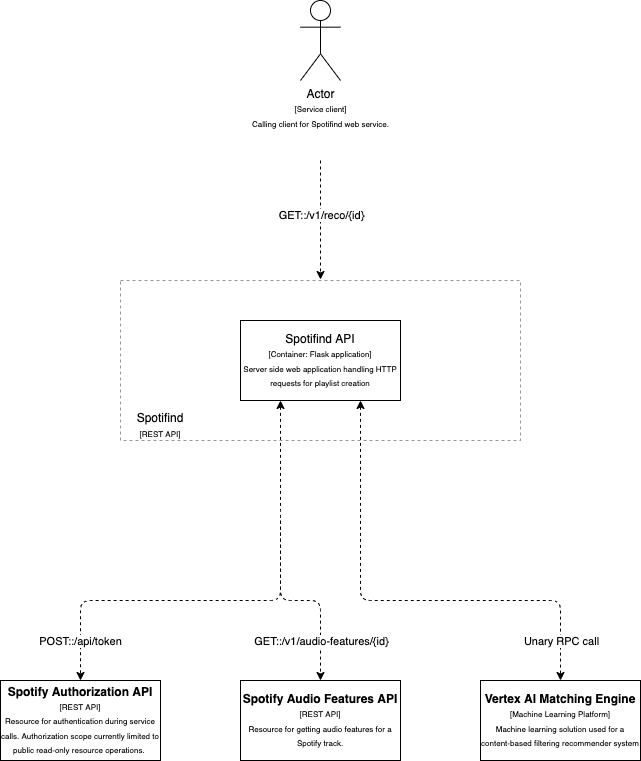 Actor
[Service client]
Calling client for Spotifind web service.
GET::/v1/reco/{id}
Spotifind API
[Container: Flask application]
Server side web application handling HTTP
requests for playlist creation
Spotifind
[REST API]
POST::/api/token
GET::/v1/audio-features/{id}
Unary RPC call
Spotify Authorization API
[REST API]
Resource for authentication during service
calls. Authorization scope currently limited to
public read-only resource operations.
Spotify Audio Features API
[REST API]
Resource for getting audio features for a
Spotify track.
Vertex AI Matching Engine
[Machine Learning Platform]
Machine learning solution used for a
content-based filtering recommender system